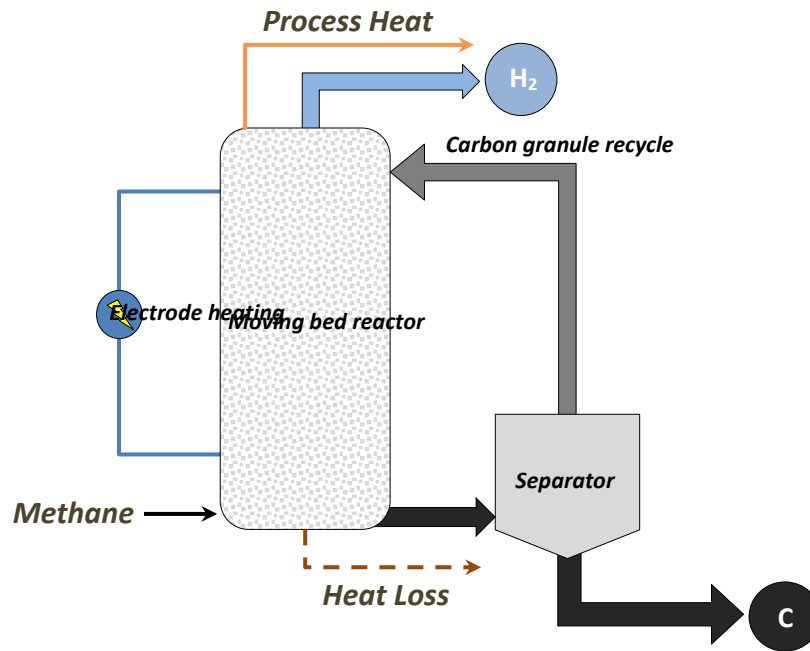 Process Heat
H₂
Carbon granule recycle
Electrode heating
Moving bed reactor
Separator
Methane
Heat Loss
C